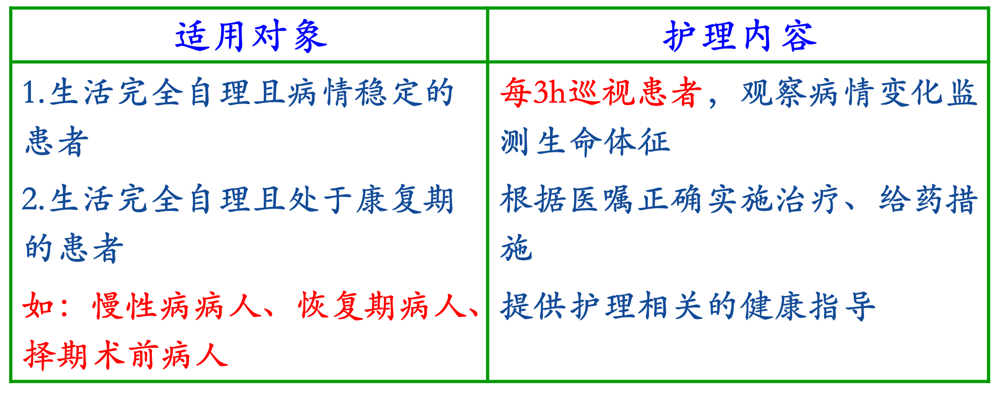 适用对象
护理内容
1.生活完全自理且病情稳定的
患者
2.生活完全自理且处于康复期
的患者
如：慢性病病人、恢复期病人、
择期术前病人
每3h巡视患者，观察病情变化监
测生命体征
根据医嘱正确实施治疗、给药措
施
提供护理相关的健康指导